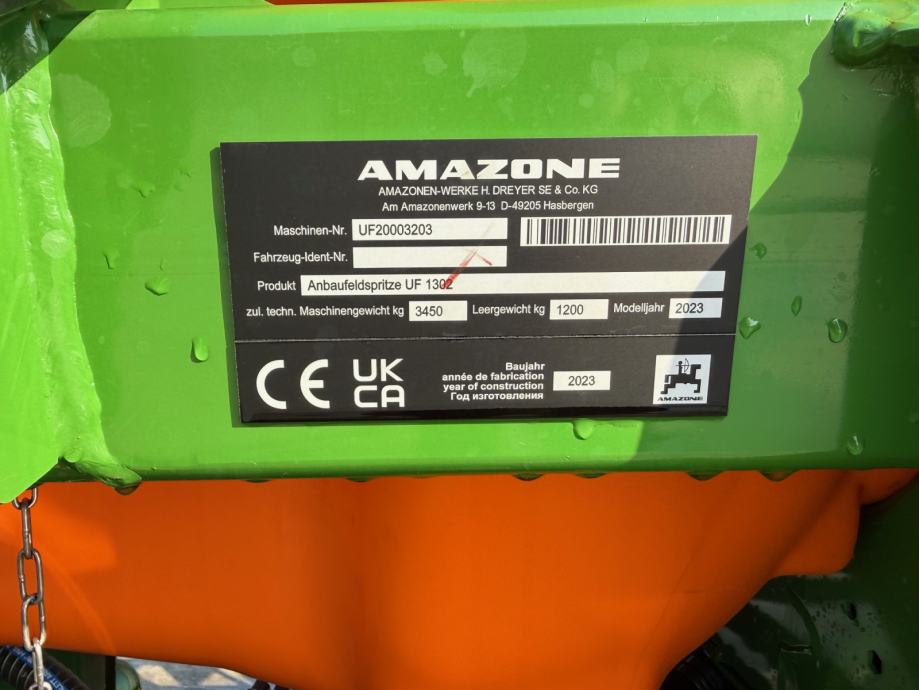 AMAZONE
AMAZONEN-WERKE H. DREYER SE & Co. KG
Am Amazonenwerk 9-13 D-49205 Hasbergen
Maschinen-Nr. UF20003203
Fahrzeug-Ident-Nr.
Produkt Anbaufeldspritze UF 1302
zul. techn. Maschinengewicht kg 3450 Leergewicht kg 1200 Modelljahr 2023
CE UK CA
Baujahr
année de fabrication
year of construction 2023
Год изготовления
AMAZONE